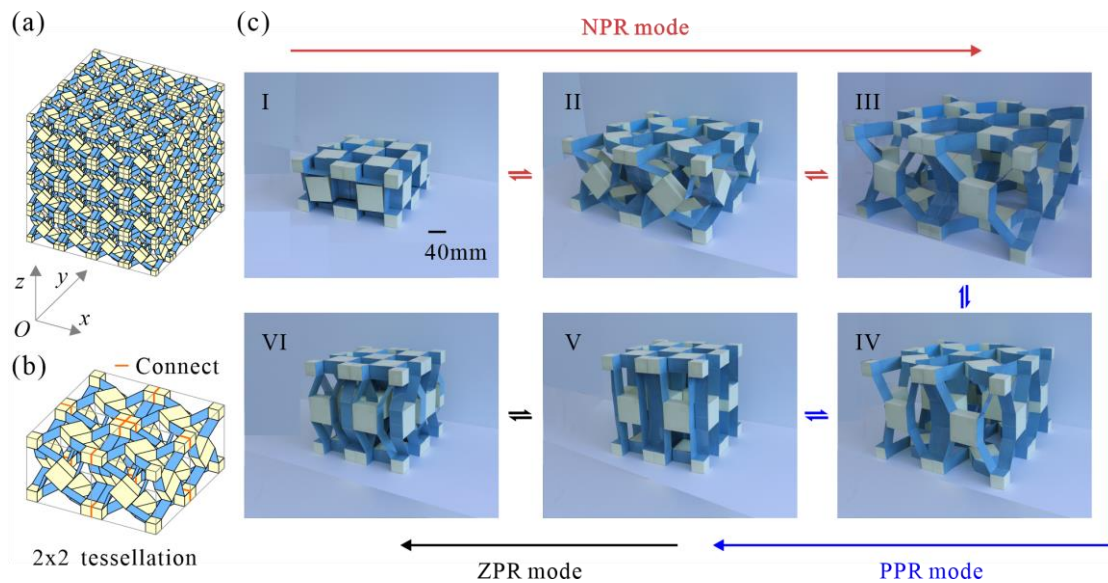 (a)
z
y
O
x
(b)
Connect
2x2 tessellation
(c)
NPR mode
I
II
III
40mm
VI
V
IV
ZPR mode
PPR mode